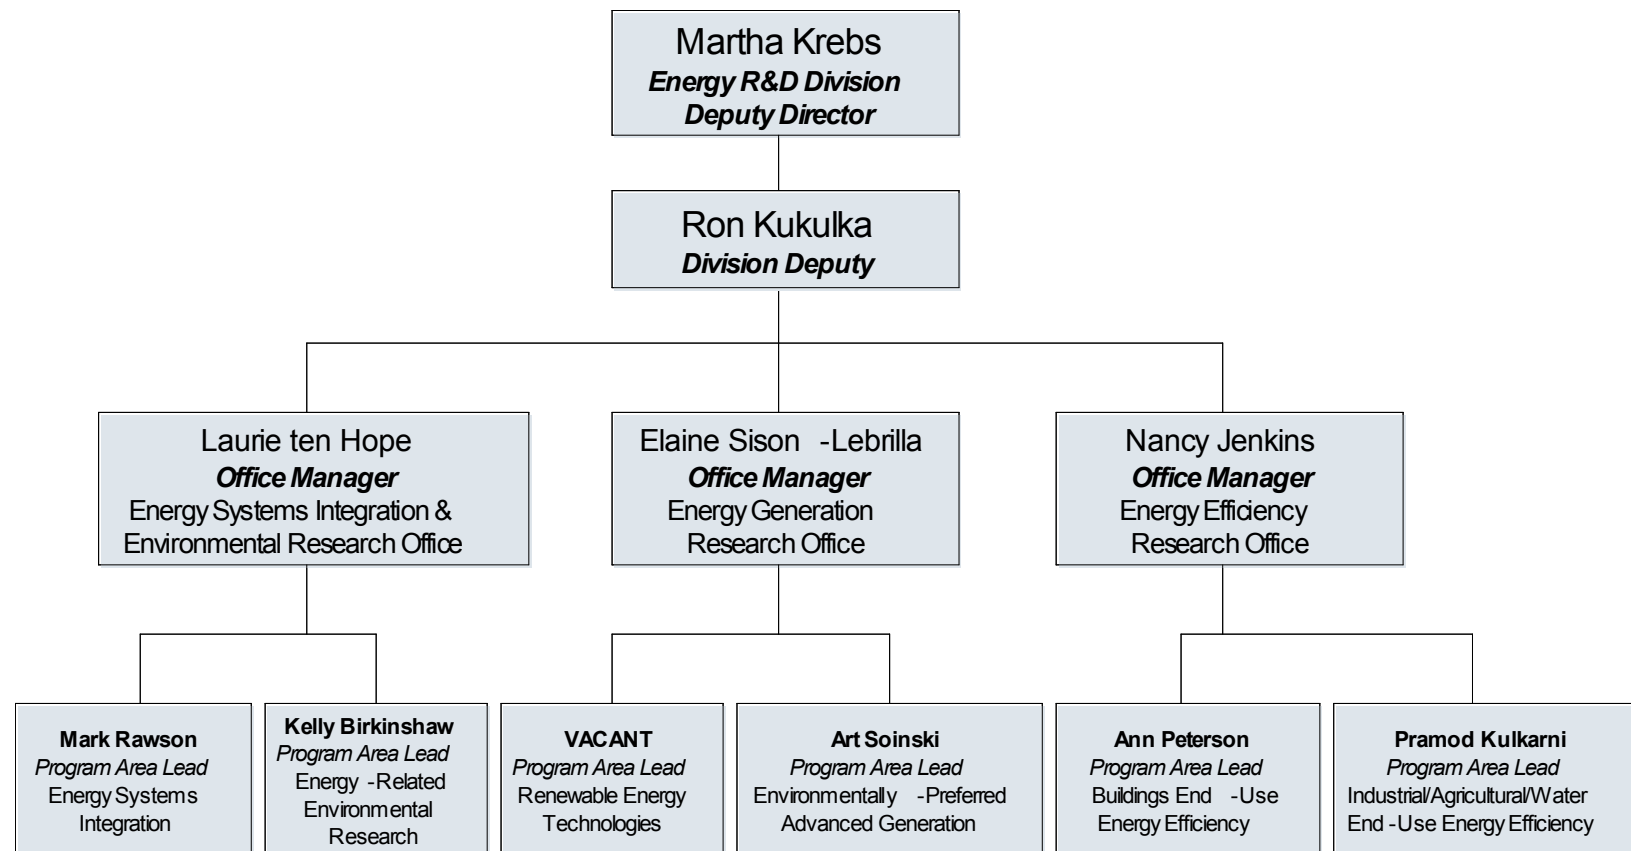 Martha Krebs
Energy R&D Division
Deputy Director
Ron Kukulka
Division Deputy
Laurie ten Hope
Office Manager
Energy Systems Integration &
Environmental Research Office
Elaine Sison -Lebrilla
Office Manager
Energy Generation
Research Office
Nancy Jenkins
Office Manager
Energy Efficiency
Research Office
Mark Rawson
Program Area Lead
Energy Systems
Integration
Kelly Birkinshaw
Program Area Lead
Energy -Related
Environmental
Research
VACANT
Program Area Lead
Renewable Energy
Technologies
Art Soinski
Program Area Lead
Environmentally -Preferred
Advanced Generation
Ann Peterson
Program Area Lead
Buildings End -Use
Energy Efficiency
Pramod Kulkarni
Program Area Lead
Industrial/Agricultural/Water
End -Use Energy Efficiency